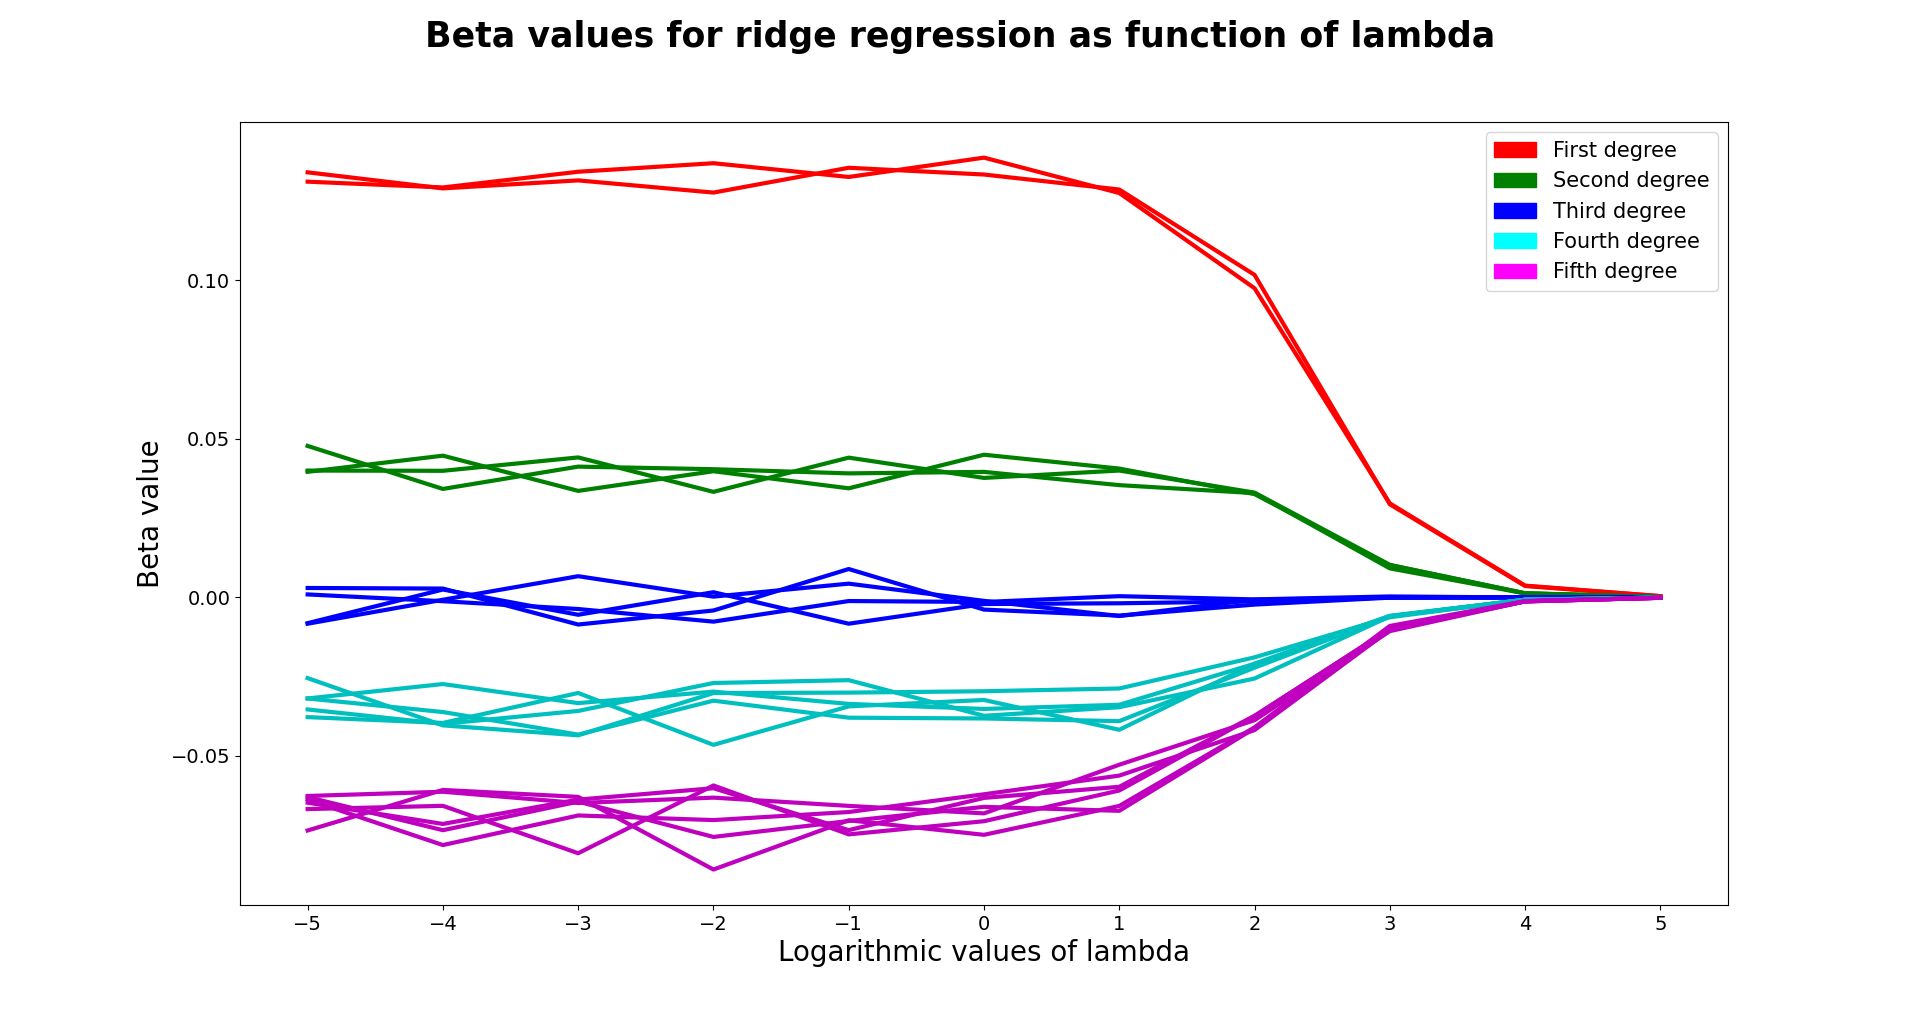 Beta values for ridge regression as function of lambda
First degree
Second degree
Third degree
Fourth degree
Fifth degree
Beta value
0.10
0.05
0.00
−0.05
−5 −4 −3 −2 −1 0 1 2 3 4 5
Logarithmic values of lambda